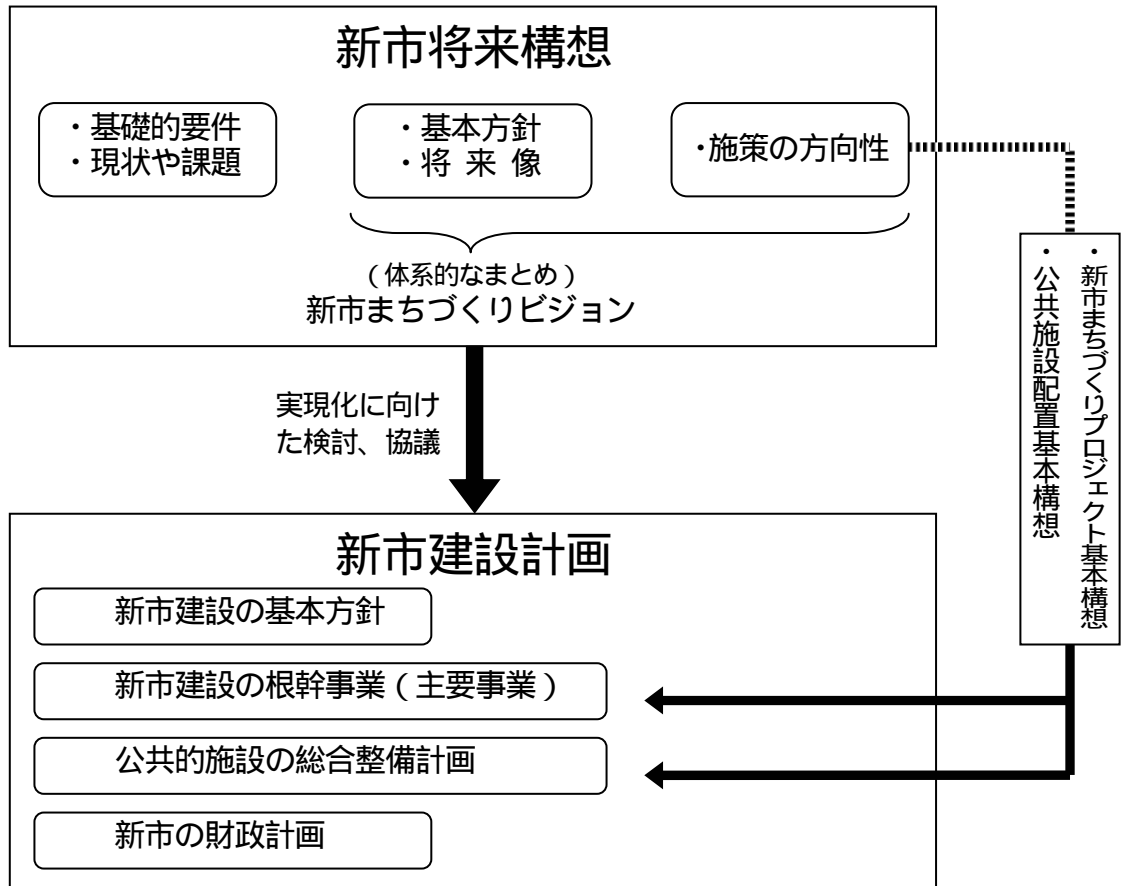 新市将来構想
・基礎的要件
・現状や課題
・基本方針
・将 来 像
・施策の方向性
（体系的なまとめ）
新市まちづくりビジョン
・新市まちづくりプロジェクト基本構想
・公共施設配置基本構想
実現化に向け
た検討、協議
新市建設計画
新市建設の基本方針
新市建設の根幹事業（主要事業）
公共的施設の総合整備計画
新市の財政計画